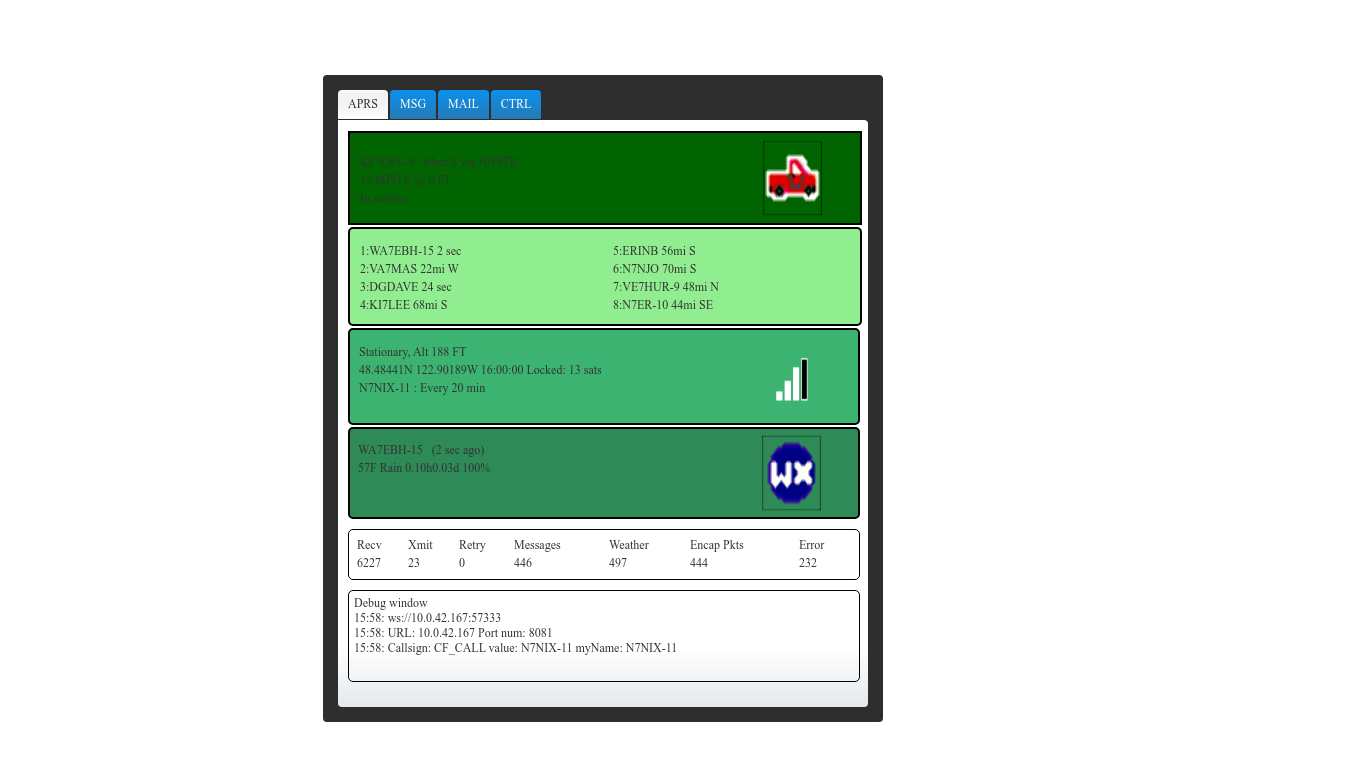 APRS MSG MAIL CTRL
12 MPH E @ 0 FT
1:WA7EBH-15 2 sec 5:ERINB 56mi S
2:VA7MAS 22mi W 6:N7NJO 70mi S
3:DGDAVE 24 sec 7:VE7HUR-9 48mi N
4:KI7LEE 68mi S 8:N7ER-10 44mi SE
Stationary, Alt 188 FT
48.48441N 122.90189W 16:00:00 Locked: 13 sats
N7NIX-11 : Every 20 min
WA7EBH-15 (2 sec ago)
57F Rain 0.10h0.03d 100%
WX
Recv Xmit Retry Messages Weather Encap Pkts Error
6227 23 0 446 497 444 232
Debug window
15:58: ws://10.0.42.167:57333
15:58: URL: 10.0.42.167 Port num: 8081
15:58: Callsign: CF_CALL value: N7NIX-11 myName: N7NIX-11